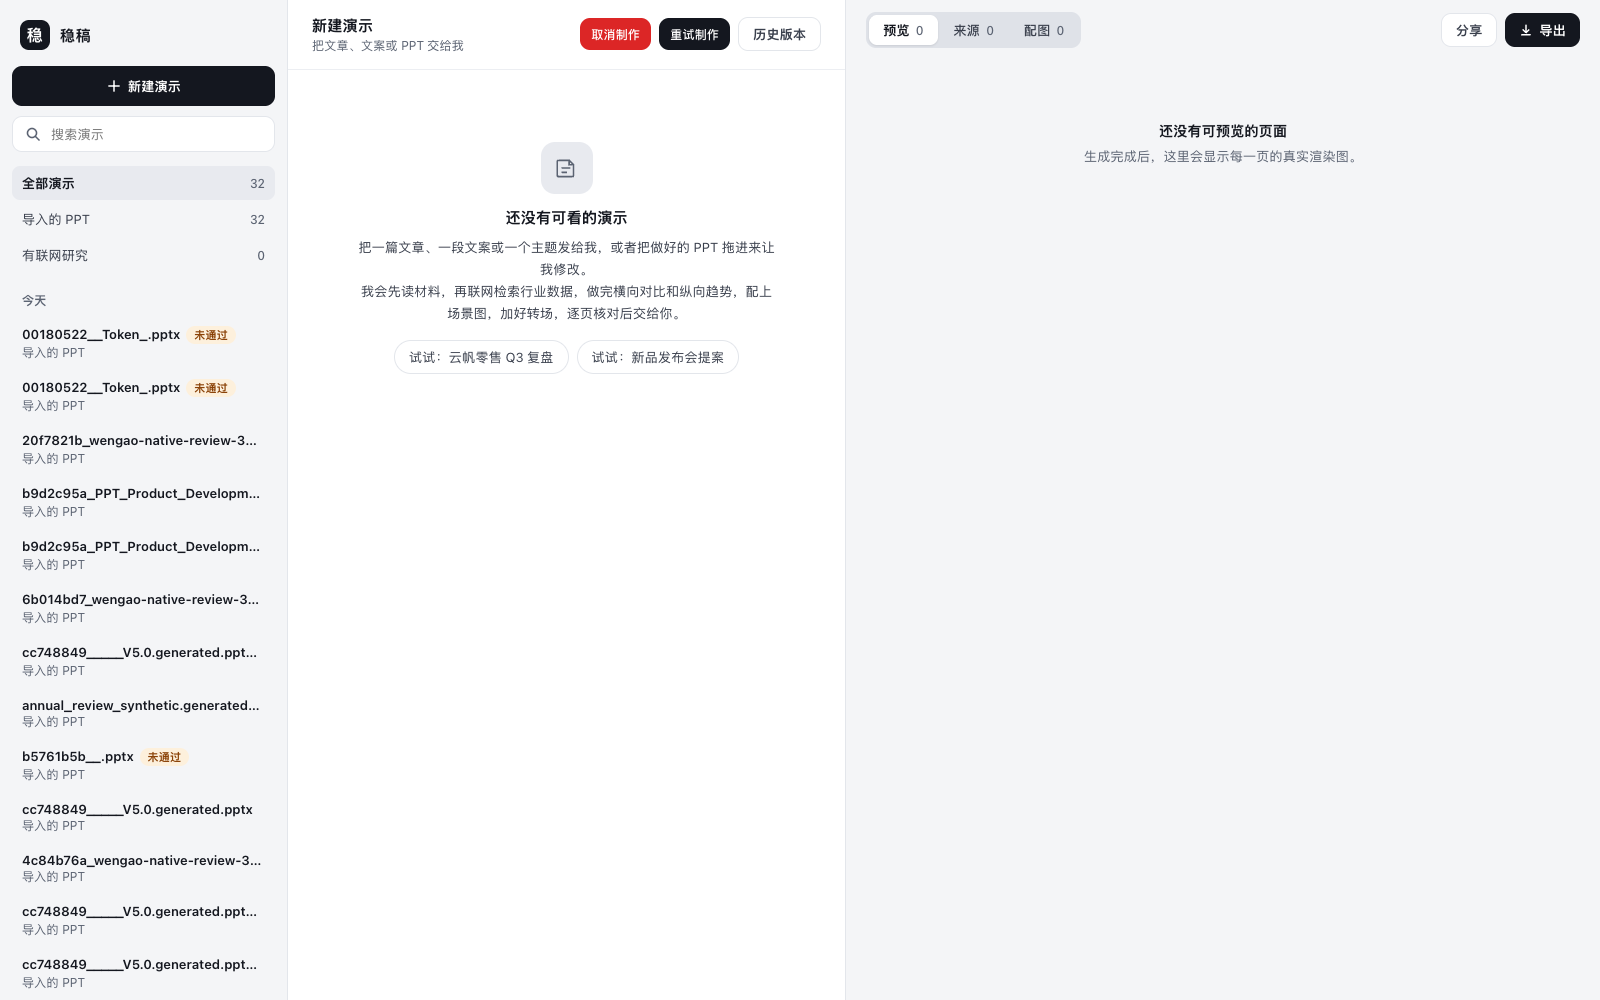 稳 稳稿
新建演示
搜索演示
全部演示 32
导入的 PPT 32
有联网研究 0
今天
00180522__Token_.pptx 未通过
导入的 PPT
00180522__Token_.pptx 未通过
导入的 PPT
20f7821b_wengao-native-review-3...
导入的 PPT
b9d2c95a_PPT_Product_Developm...
导入的 PPT
b9d2c95a_PPT_Product_Developm...
导入的 PPT
6b014bd7_wengao-native-review-3...
导入的 PPT
cc748849_____V5.0.generated.ppt...
导入的 PPT
annual_review_synthetic.generated...
导入的 PPT
b5761b5b__.pptx 未通过
导入的 PPT
cc748849_____V5.0.generated.pptx
导入的 PPT
4c84b76a_wengao-native-review-3...
导入的 PPT
cc748849_____V5.0.generated.ppt...
导入的 PPT
cc748849_____V5.0.generated.ppt...
导入的 PPT
新建演示
把文章、文案或 PPT 交给我
取消制作 重试制作 历史版本
还没有可看的演示
把一篇文章、一段文案或一个主题发给我，或者把做好的 PPT 拖进来让
我修改。
我会先读材料，再联网检索行业数据，做完横向对比和纵向趋势，配上
场景图，加好转场，逐页核对后交给你。
试试：云帆零售 Q3 复盘 试试：新品发布会提案
预览 0 来源 0 配图 0
分享 导出
还没有可预览的页面
生成完成后，这里会显示每一页的真实渲染图。